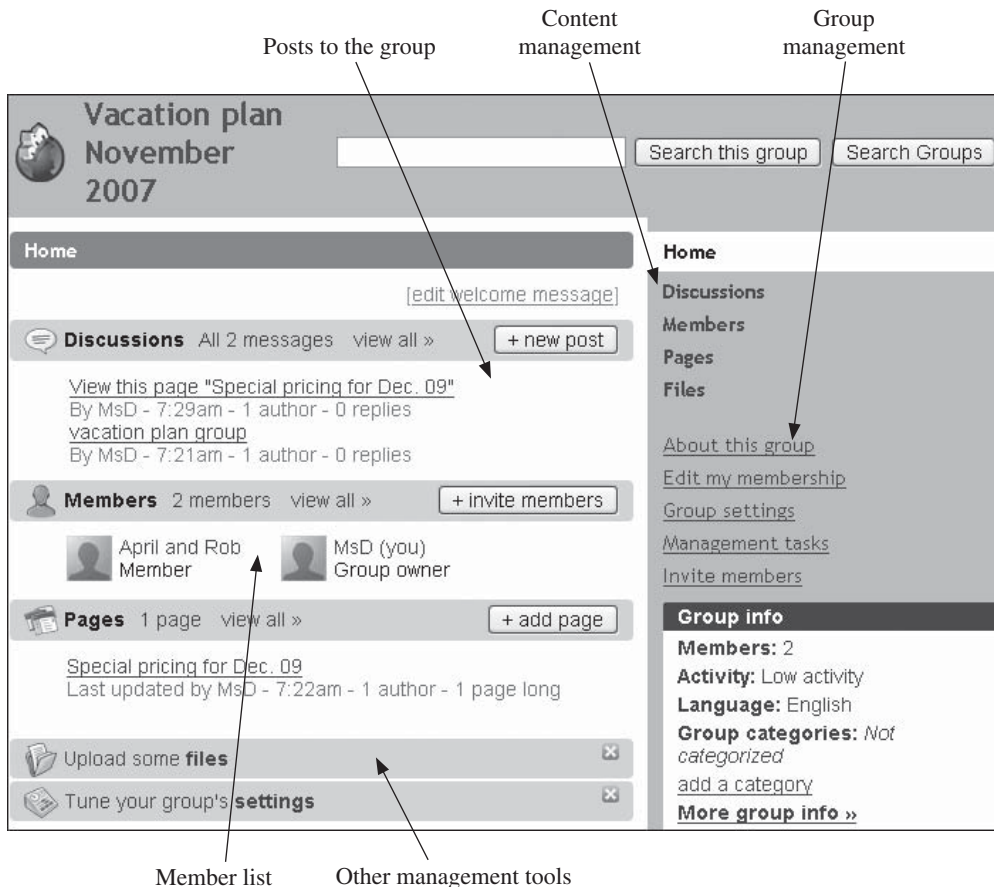 Content
management
Group
management
Posts to the group
Vacation plan
November
2007
Search this group
Search Groups
Home
[edit welcome message]
Discussions All 2 messages view all »
+ new post
View this page "Special pricing for Dec. 09"
By MsD - 7:29am - 1 author - 0 replies
vacation plan group
By MsD - 7:21am - 1 author - 0 replies
Members 2 members view all »
+ invite members
April and Rob
Member
MsD (you)
Group owner
Pages 1 page view all »
+ add page
Special pricing for Dec. 09
Last updated by MsD - 7:22am - 1 author - 1 page long
Upload some files
Tune your group's settings
Home
Discussions
Members
Pages
Files
About this group
Edit my membership
Group settings
Management tasks
Invite members
Group info
Members: 2
Activity: Low activity
Language: English
Group categories: Not
categorized
add a category
More group info »
Member list
Other management tools